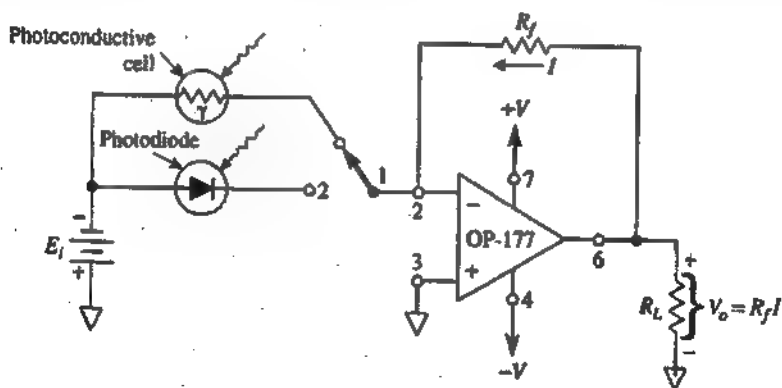 Photoconductive
cell
Photodiode
R_f
I
+V
1
2
2
7
3
OP-177
6
4
-V
E_i
-
+
-
+
R_L
+
-
V_o = R_f I